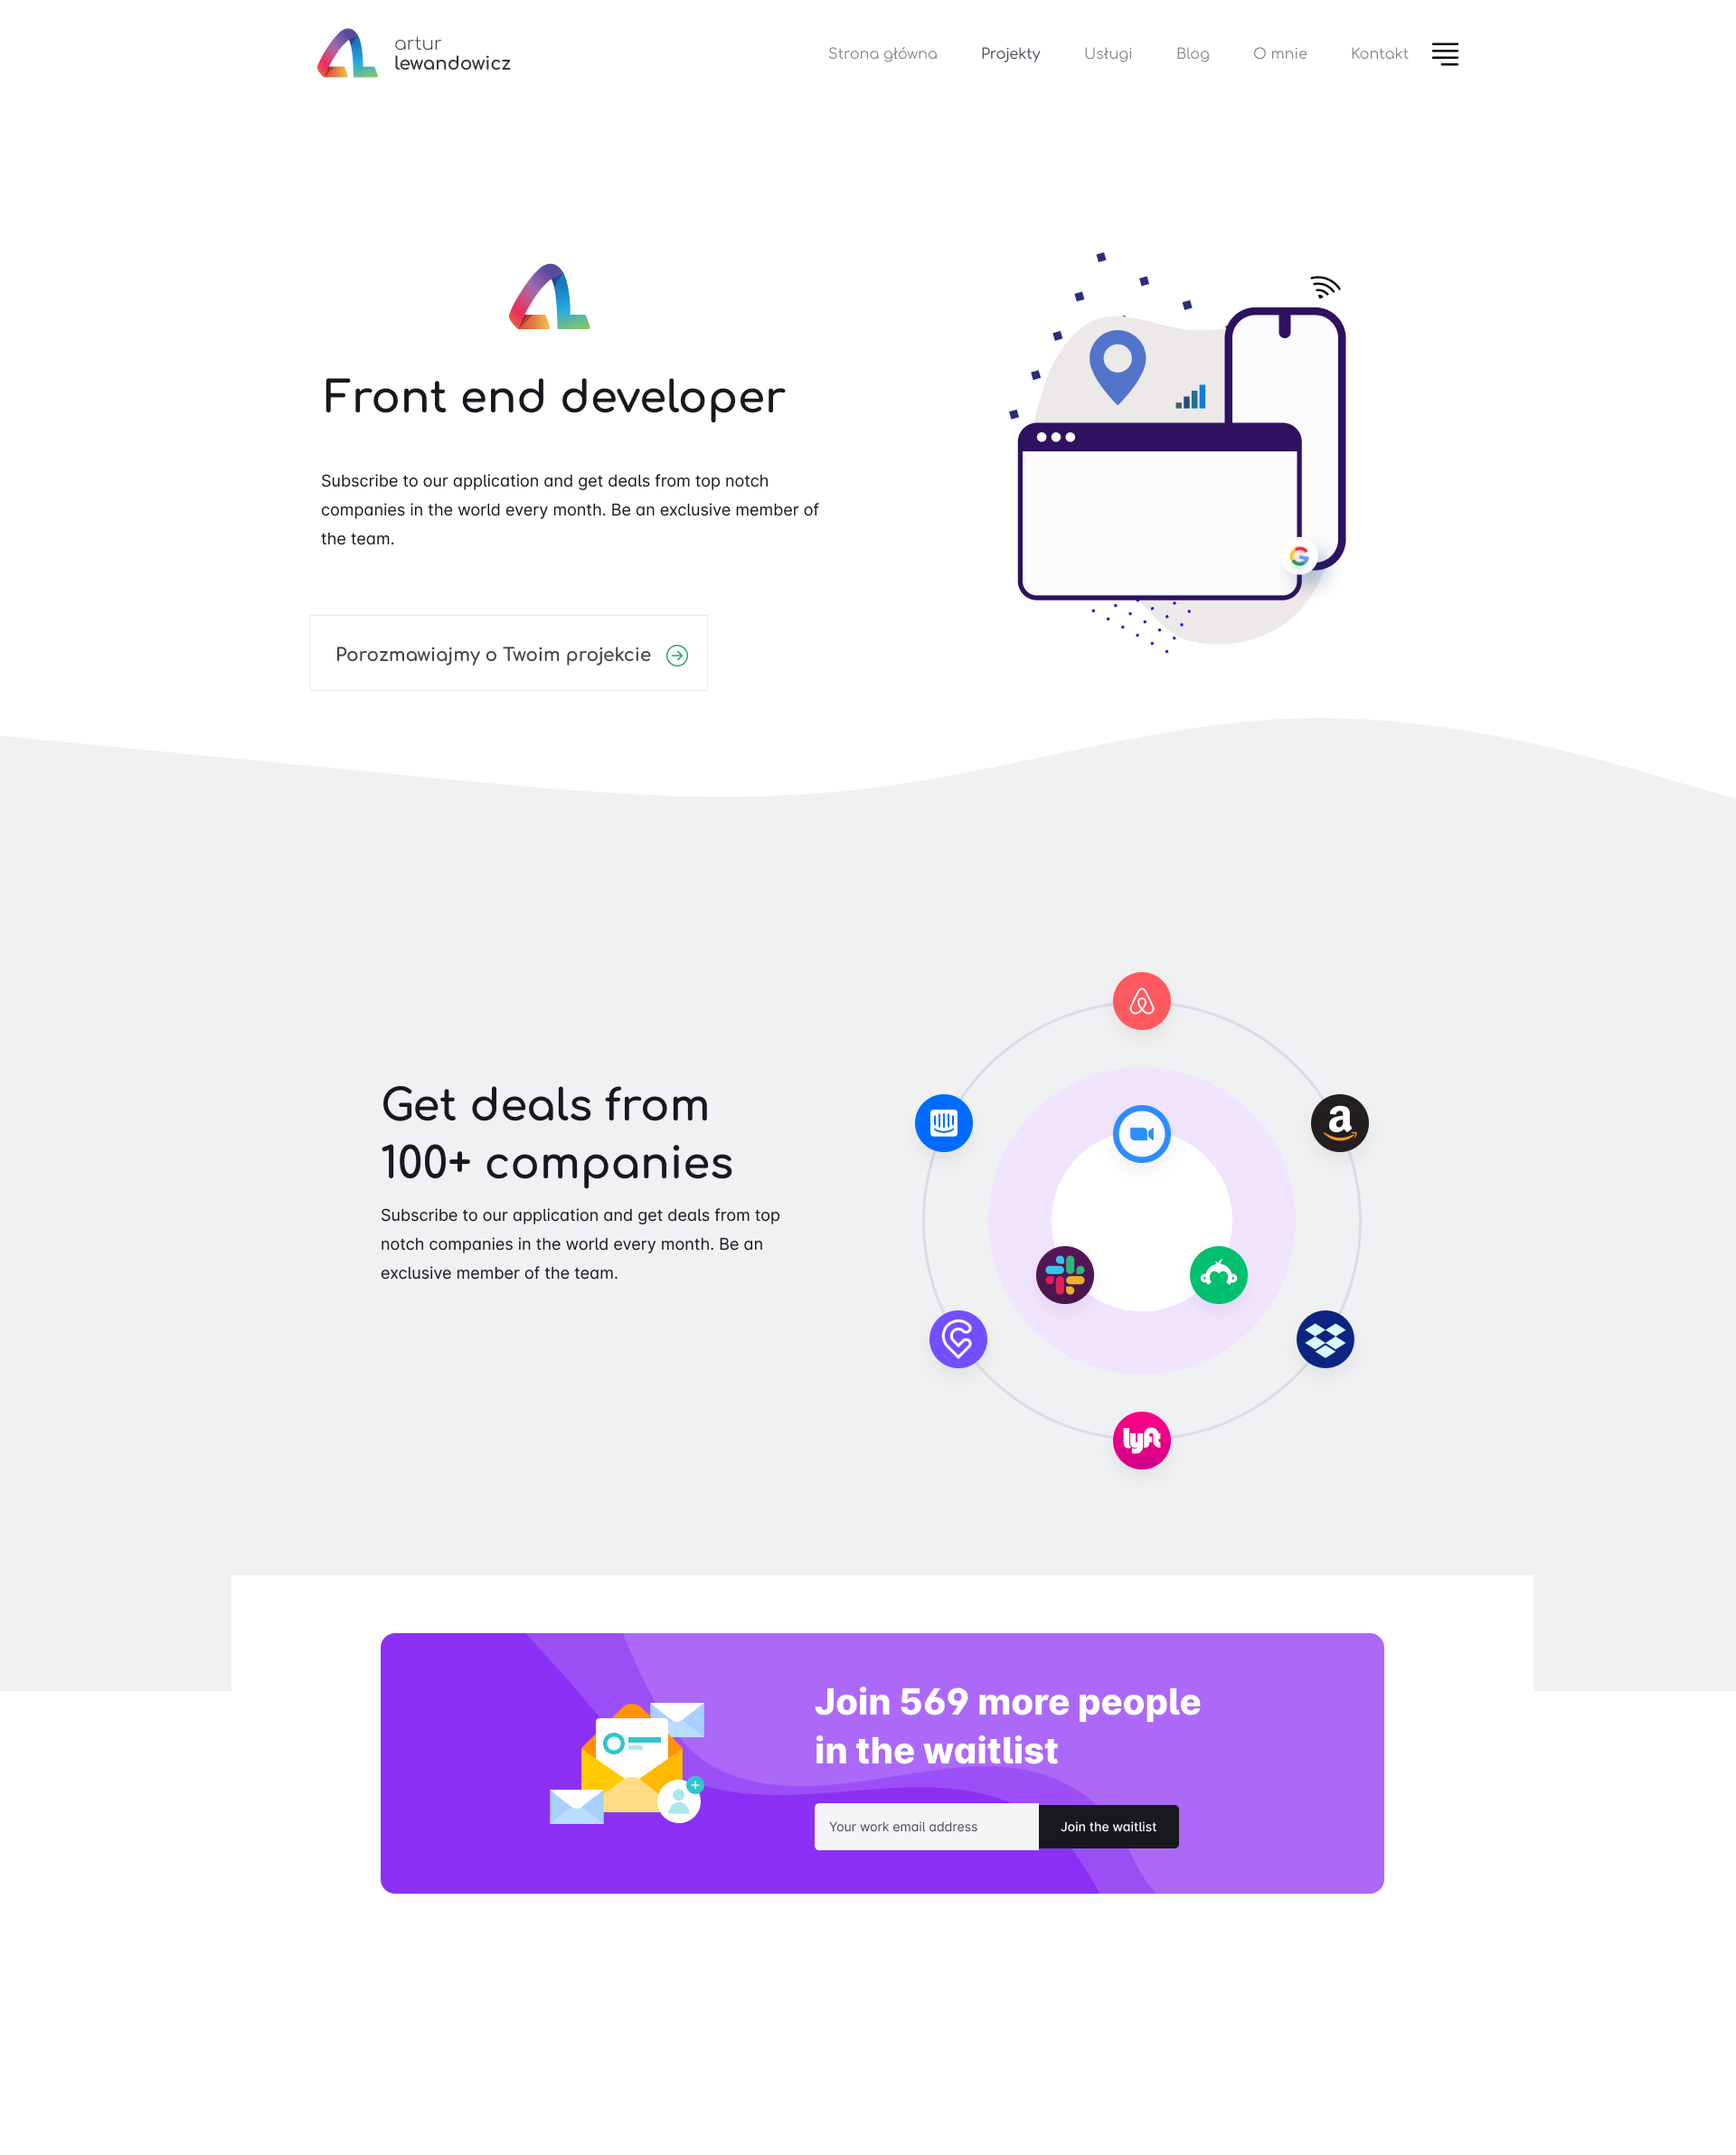 artur
lewandowicz
Strona główna Projekty Usługi Blog O mnie Kontakt
Front end developer
Subscribe to our application and get deals from top notch
companies in the world every month. Be an exclusive member of
the team.
Porozmawiajmy o Twoim projekcie
Get deals from
100+ companies
Subscribe to our application and get deals from top
notch companies in the world every month. Be an
exclusive member of the team.
lyft
Join 569 more people
in the waitlist
Your work email address
Join the waitlist